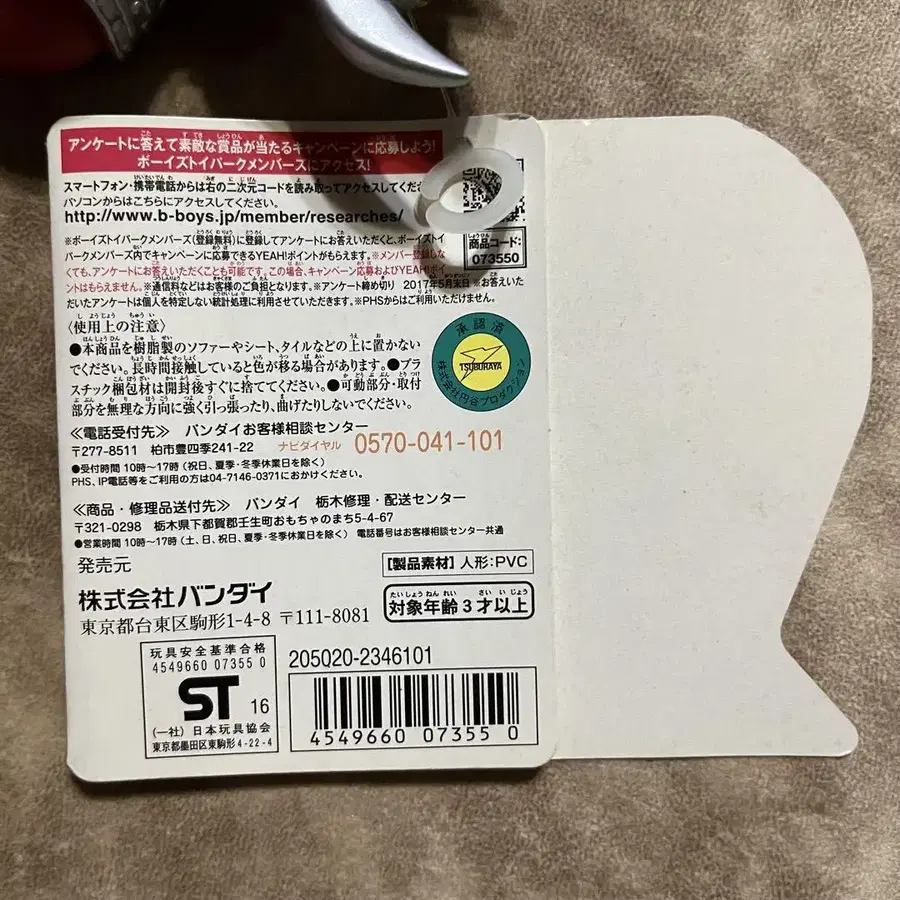 アンケートに答えて素敵な賞品が当たるキャンペーンに応募しよう!
ボーイズトイパークメンバーズにアクセス!
スマートフォン・携帯電話からは右の二次元コードを読み取ってアクセスしてくださ
パソコンからはこちらにアクセスしてください。
http://www.b-boys.jp/member/researches/
商品コード:
073550
※ボーイズトイパークメンバーズ(登録無料)に登録してアンケートにお答えいただくと、ボーイズトイ
パークメンバーズ内でキャンペーンに応募できるYEAH!ポイントがもらえます。※メンバー登録しな
くても、アンケートにお答えいただくことも可能です。この場合、キャンペーン応募およびYEAH!ポイ
ントはもらえません。※通信料などはお客様のご負担となります。※アンケート締め切り 2017年5月末日 ※お答えいた
だいたアンケートは個人を特定しない統計処理に利用させていただきます。※PHSからはご利用いただけません。
〈使用上の注意〉
●本商品を樹脂製のソファーやシート、タイルなどの上に置かない
でください。長時間接触していると色が移る場合があります。●プラ
スチック梱包材は開封後すぐに捨ててください。●可動部分・取付
部分を無理な方向に強く引っ張ったり、曲げたりしないでください。
承認済
TSUBURAYA
株式会社円谷プロダクション
≪電話受付先≫ バンダイお客様相談センター
〒277-8511 柏市豊四季241-22 ナビダイヤル 0570-041-101
●受付時間 10時~17時 (祝日、夏季・冬季休業日を除く)
PHS、IP電話等をご利用の方は04-7146-0371におかけください。
≪商品・修理品送付先≫ バンダイ 栃木修理・配送センター
〒321-0298 栃木県下都賀郡壬生町おもちゃのまち5-4-67
●営業時間 10時~17時 (土、日、祝日、夏季・冬季休業日を除く) 電話番号はお客様相談センター共通
発売元
[製品素材] 人形:PVC
株式会社バンダイ
東京都台東区駒形1-4-8 〒111-8081
対象年齢3才以上
玩具安全基準合格
4549660 07355 0
ST 16
(一社) 日本玩具協会
東京都墨田区東駒形4-22-4
205020-2346101
4549660 07355 0